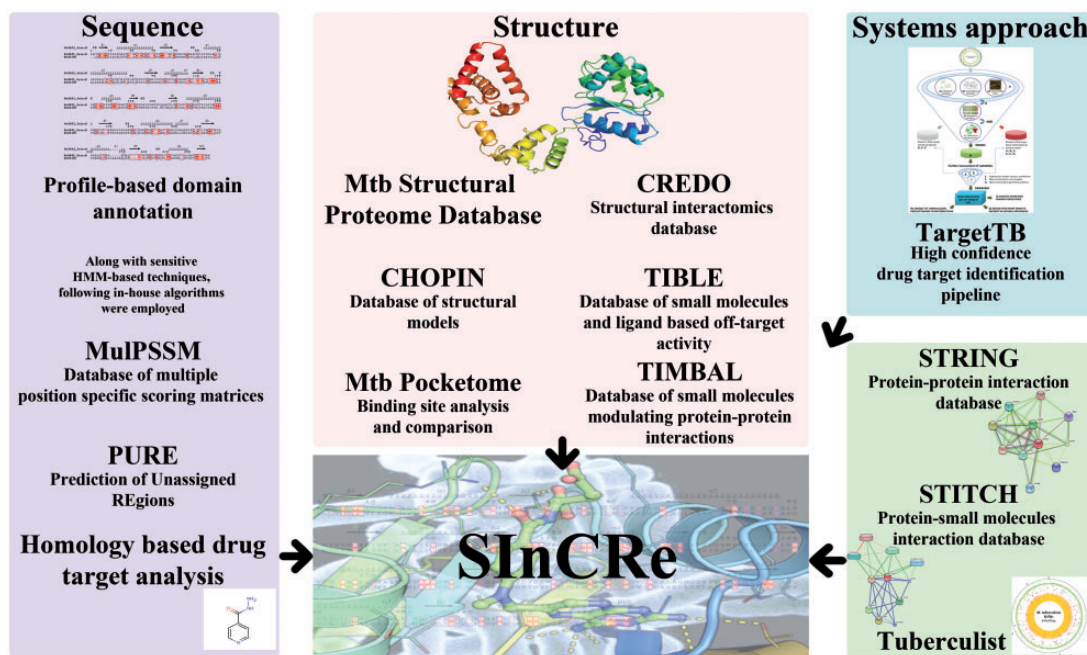 Sequence
Profile-based domain
annotation
Along with sensitive
HMM-based techniques,
following in-house algorithms
were employed
MulPSSM
Database of multiple
position specific scoring matrices
PURE
Prediction of Unassigned
REgions
Homology based drug
target analysis
Structure
Mtb Structural
Proteome Database
CREDO
Structural interactomics
database
CHOPIN
Database of structural
models
TIBLE
Database of small molecules
and ligand based off-target
activity
Mtb Pocketome
Binding site analysis
and comparison
TIMBAL
Database of small molecules
modulating protein-protein
interactions
SInCRe
Systems approach
TargetTB
High confidence
drug target identification
pipeline
STRING
Protein-protein interaction
database
STITCH
Protein-small molecules
interaction database
Tuberculist